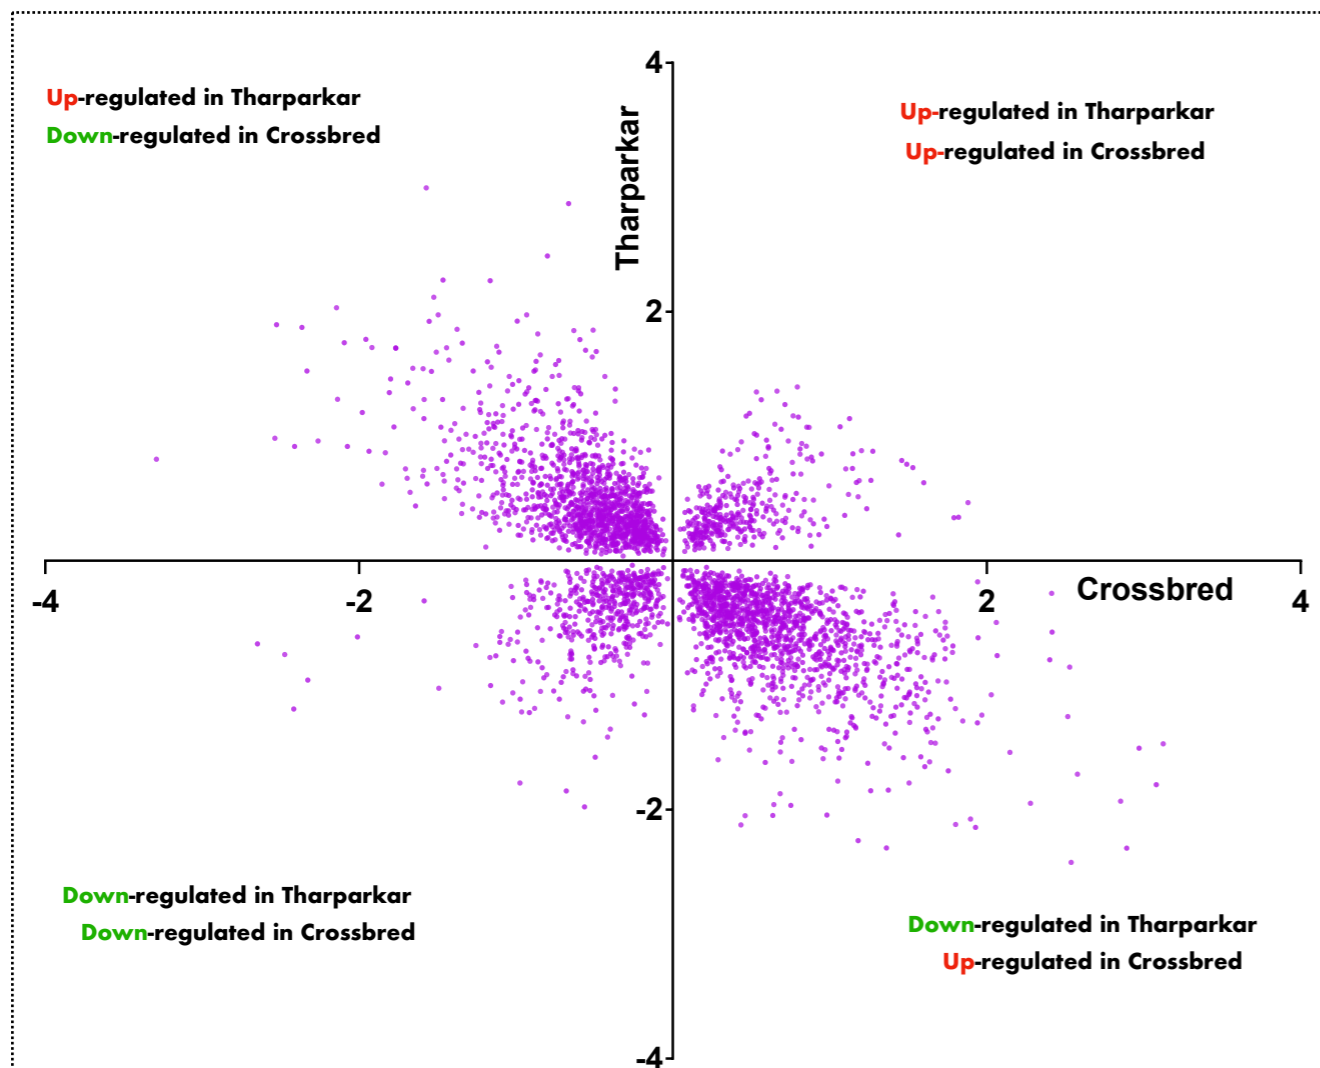 4
Up-regulated in Tharparkar
Down-regulated in Crossbred
Up-regulated in Tharparkar
Up-regulated in Crossbred
Tharparkar
2
-4
-2
2
Crossbred
4
-2
Down-regulated in Tharparkar
Down-regulated in Crossbred
Down-regulated in Tharparkar
Up-regulated in Crossbred
-4